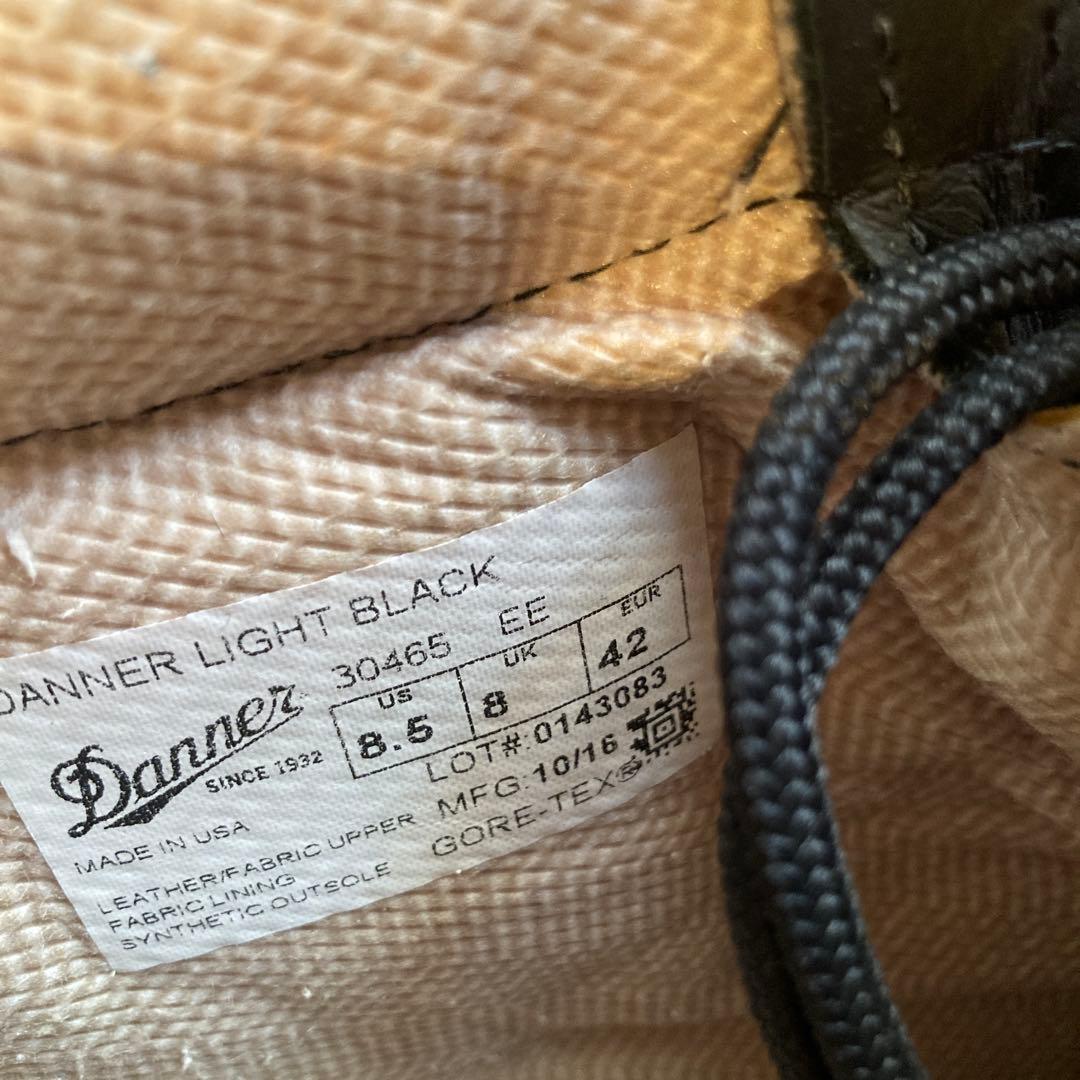 DANNER LIGHT BLACK
30465 EE
Danner
SINCE 1932
US UK EUR
8.5 8 42
LOT#:0143083
MFG:10/16
GORE-TEX®
MADE IN USA
LEATHER/FABRIC UPPER
FABRIC LINING
SYNTHETIC OUTSOLE